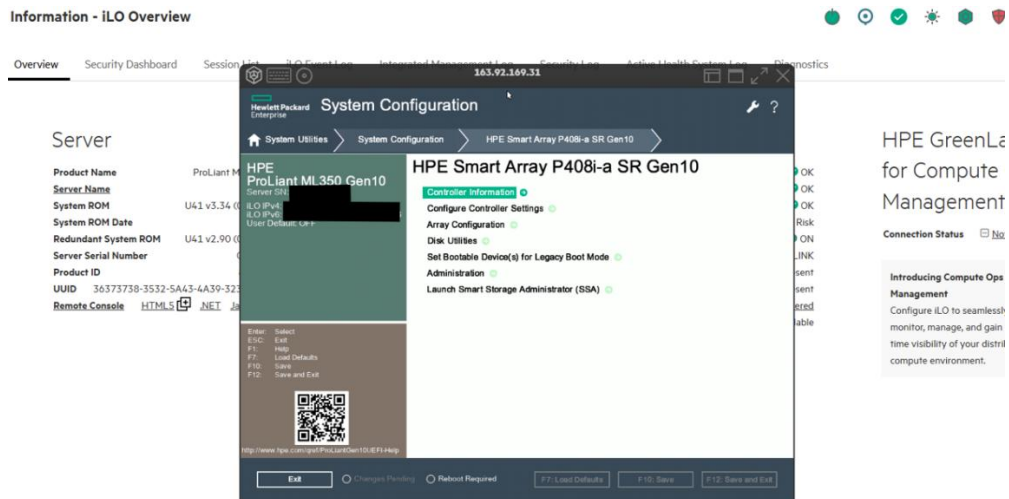 Information - iLO Overview
Overview Security Dashboard Session List iLO Event Log Integrated Management Log Security Log Active Health System Log Diagnostics
163.92.169.31
Hewlett Packard
Enterprise
System Configuration
?
System Utilities System Configuration HPE Smart Array P408i-a SR Gen10
HPE
ProLiant ML350 Gen10
Server SN:
iLO IPv4:
iLO IPv6:
User Default: OFF
Enter: Select
ESC: Exit
F1: Help
F7: Load Defaults
F10: Save
F12: Save and Exit
http://www.hpe.com/qref/ProLiantGen10UEFI-Help
HPE Smart Array P408i-a SR Gen10
Controller Information
Configure Controller Settings
Array Configuration
Disk Utilities
Set Bootable Device(s) for Legacy Boot Mode
Administration
Launch Smart Storage Administrator (SSA)
Exit Changes Pending Reboot Required F7: Load Defaults F10: Save F12: Save and Exit
Server
Product Name ProLiant M
Server Name
System ROM U41 v3.34 (
System ROM Date
Redundant System ROM U41 v2.90 (
Server Serial Number
Product ID
UUID 36373738-3532-5A43-4A39-323
Remote Console HTML5 .NET Ja
OK
OK
OK
Risk
ON
LINK
sent
sent
ered
lable
HPE GreenLa
for Compute
Management
Connection Status No
Introducing Compute Ops
Management
Configure iLO to seamlessly
monitor, manage, and gain
time visibility of your distri
compute environment.